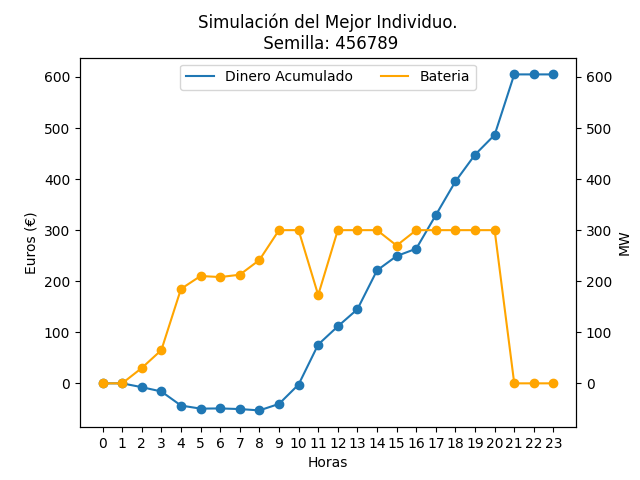 Simulación del Mejor Individuo.
Semilla: 456789
Dinero Acumulado
Bateria
600
500
400
300
200
100
0
Euros (€)
600
500
400
300
200
100
0
MW
0 1 2 3 4 5 6 7 8 9 10 11 12 13 14 15 16 17 18 19 20 21 22 23
Horas